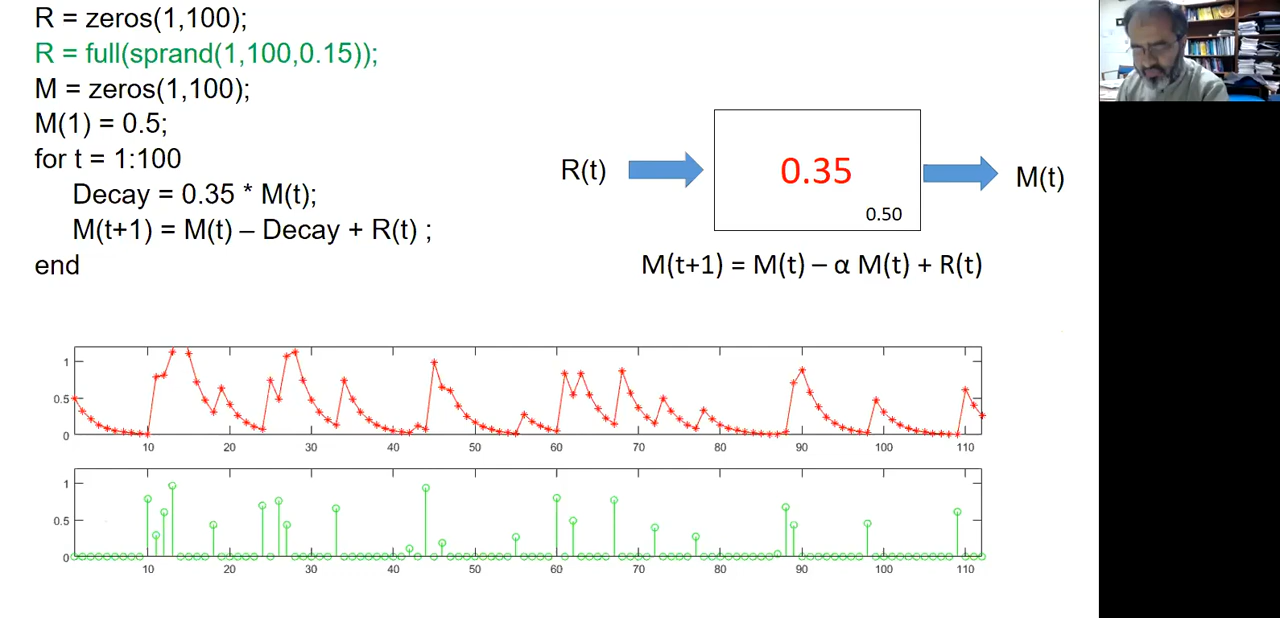 R = zeros(1,100);
R = full(sprand(1,100,0.15));
M = zeros(1,100);
M(1) = 0.5;
for t = 1:100
Decay = 0.35 * M(t);
M(t+1) = M(t) – Decay + R(t) ;
end
R(t)
0.35
0.50
M(t)
M(t+1) = M(t) – α M(t) + R(t)
1
0.5
0
10 20 30 40 50 60 70 80 90 100 110
1
0.5
0
10 20 30 40 50 60 70 80 90 100 110